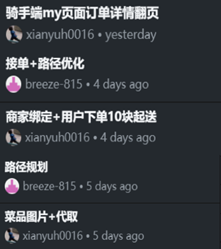 骑手端my页面订单详情翻页
xianyuh0016 • yesterday
接单+路径优化
breeze-815 • 4 days ago
商家绑定+用户下单10块起送
xianyuh0016 • 4 days ago
路径规划
breeze-815 • 5 days ago
菜品图片+代取
xianyuh0016 • 5 days ago